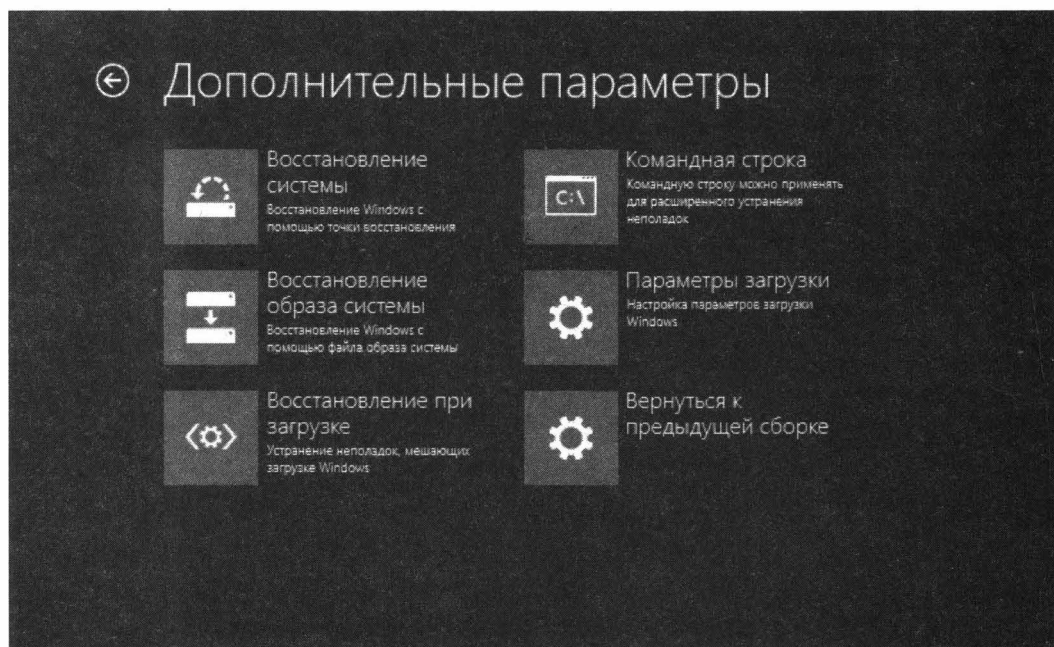 Дополнительные параметры
Восстановление
системы
Восстановление Windows с
помощью точки восстановления
Восстановление
образа системы
Восстановление Windows с
помощью файла образа системы
Восстановление при
загрузке
Устранение неполадок, мешающих
загрузке Windows
Командная строка
Командную строку можно применять
для расширенного устранения
неполадок
C:\
Параметры загрузки
Настройка параметров загрузки
Windows
Вернуться к
предыдущей сборке